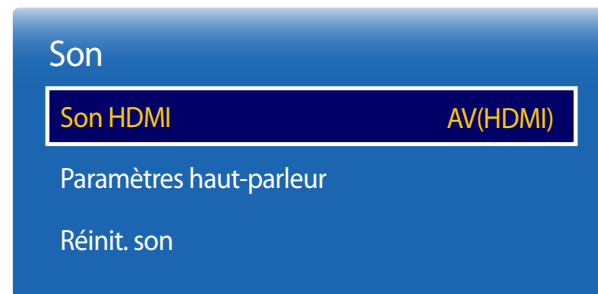 Son
Son HDMI AV(HDMI)
Paramètres haut-parleur
Réinit. son